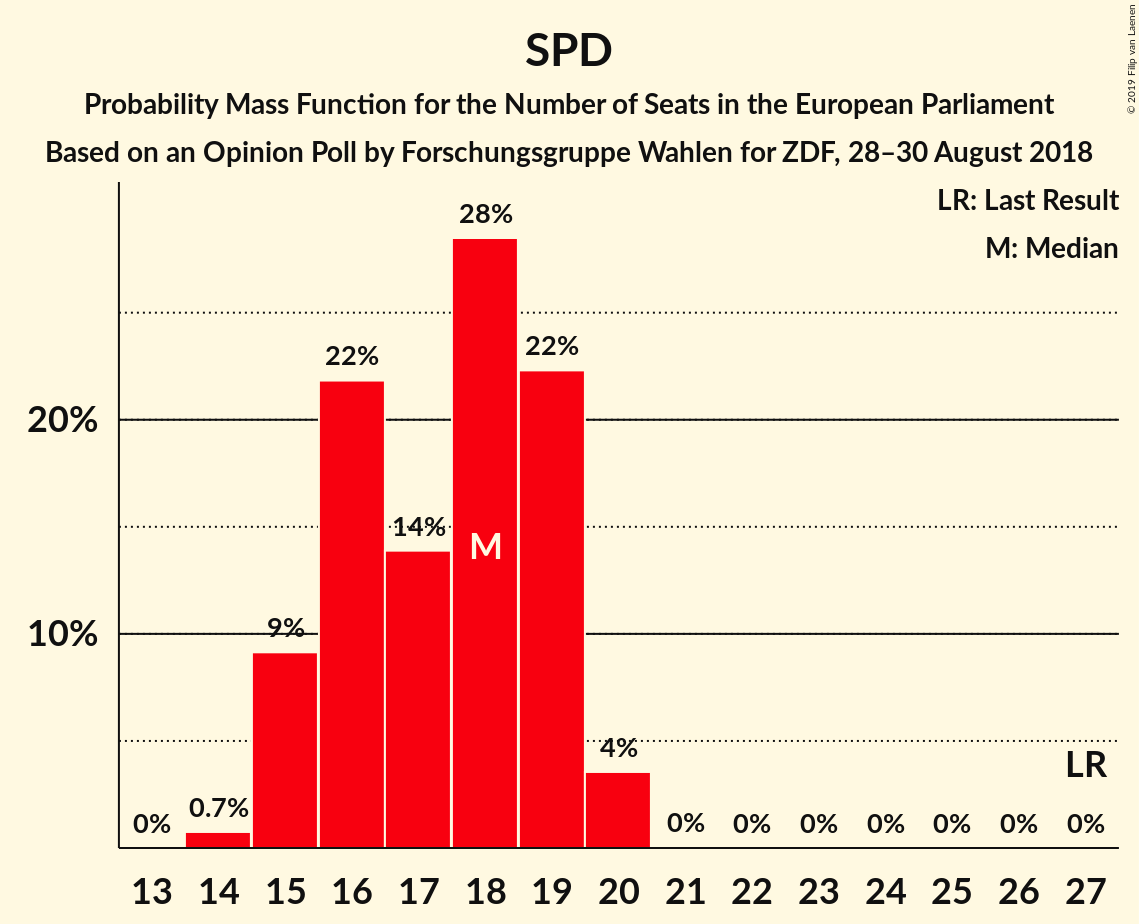 SPD
Probability Mass Function for the Number of Seats in the European Parliament
Based on an Opinion Poll by Forschungsgruppe Wahlen for ZDF, 28–30 August 2018
© 2019 Filip van Laenen
LR: Last Result
M: Median
28%
22%
22%
20%
14%
M
9%
10%
4%
LR
0%
0.7%
0%
0%
0%
0%
0%
0%
0%
13 14 15 16 17 18 19 20 21 22 23 24 25 26 27